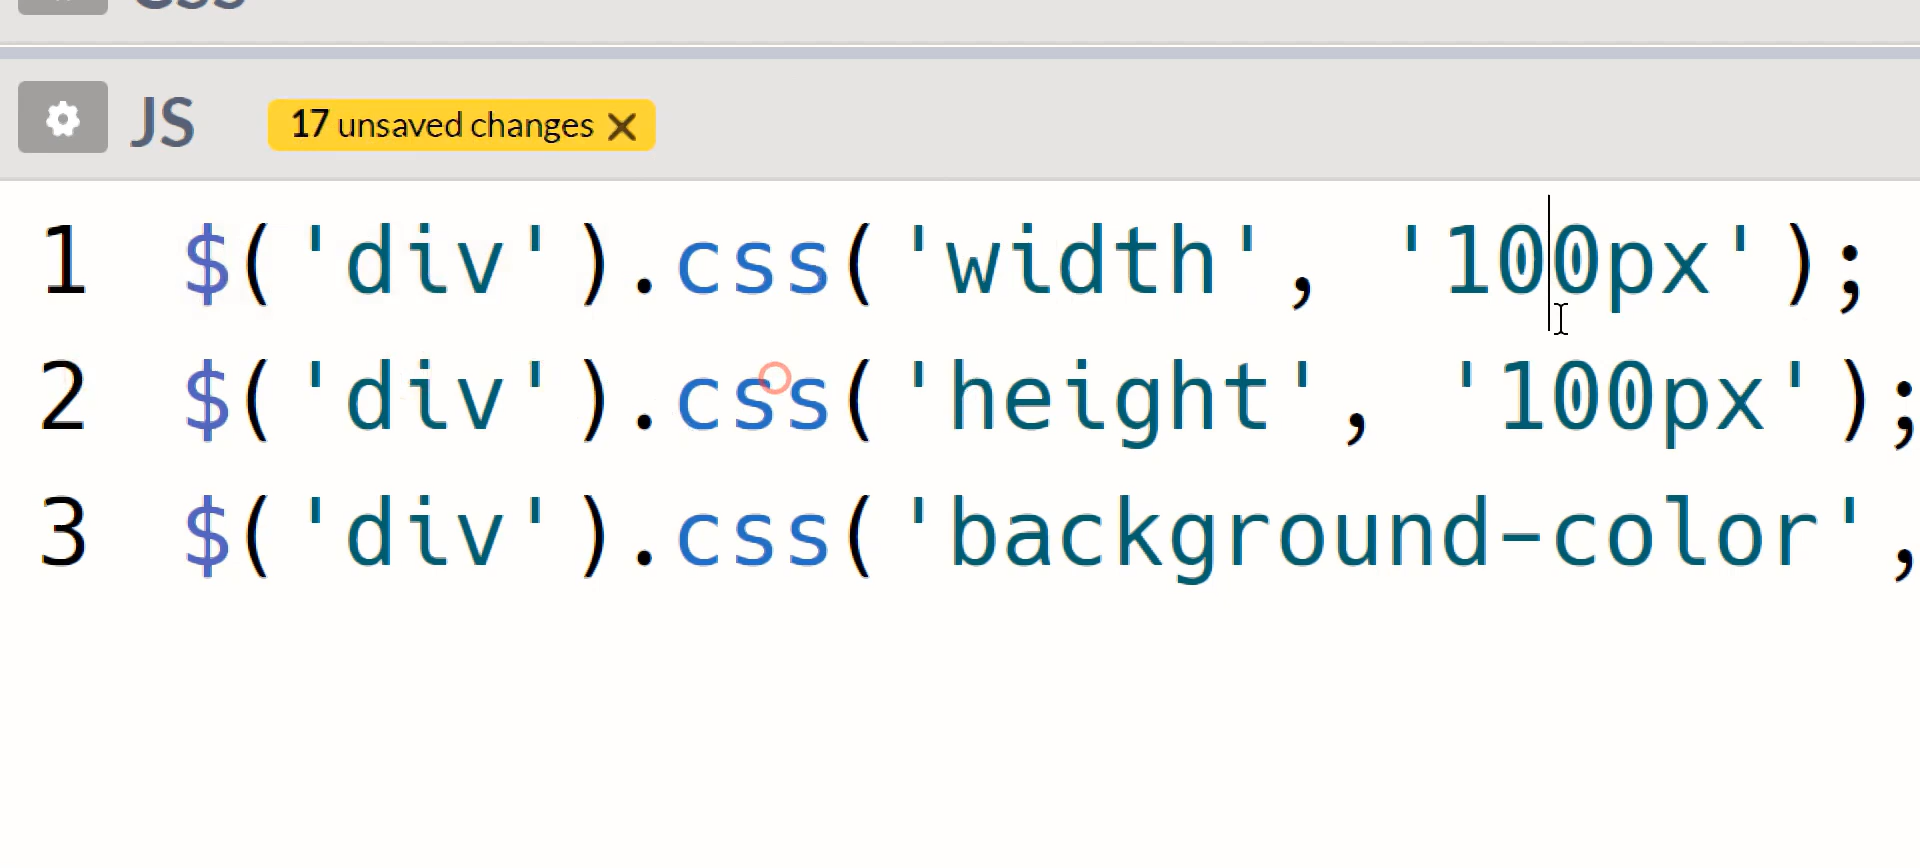 CSS
JS 17 unsaved changes
1 $('div').css('width', '100px');
2 $('div').css('height', '100px');
3 $('div').css('background-color',